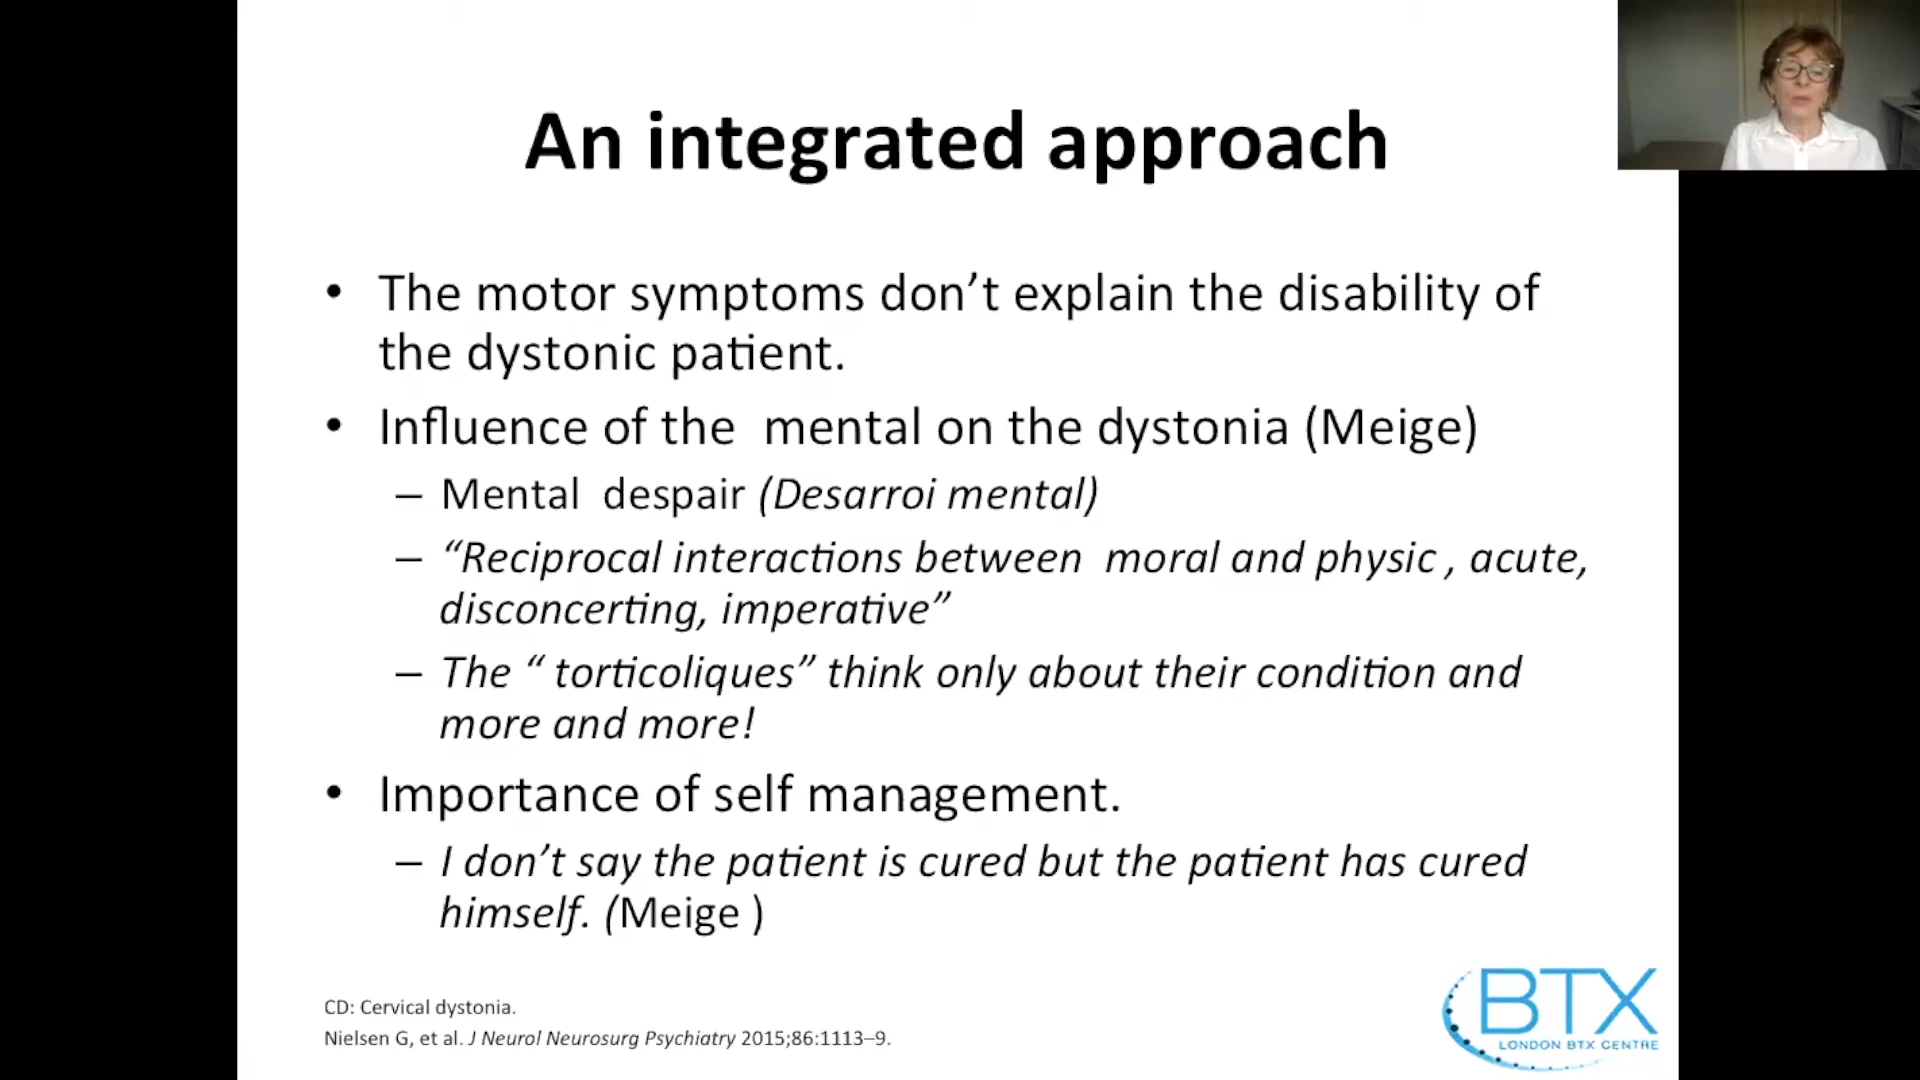 An integrated approach
• The motor symptoms don’t explain the disability of
the dystonic patient.
• Influence of the  mental on the dystonia (Meige)
– Mental  despair (Desarroi mental)
– “Reciprocal interactions between  moral and physic , acute,
disconcerting, imperative”
– The “ torticoliques” think only about their condition and
more and more!
• Importance of self management.
– I don’t say the patient is cured but the patient has cured
himself. (Meige )
CD: Cervical dystonia.
Nielsen G, et al. J Neurol Neurosurg Psychiatry 2015;86:1113–9.
BTX
LONDON BTX CENTRE